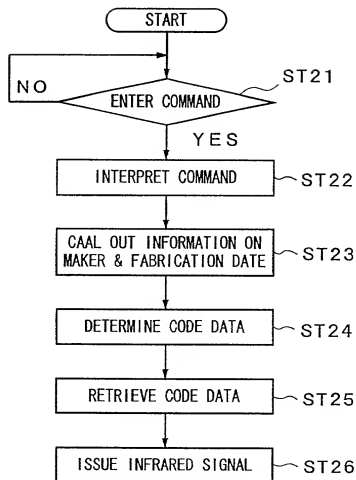 START
ST21
NO
ENTER COMMAND
YES
INTERPRET COMMAND
ST22
CAAL OUT INFORMATION ON
MAKER & FABRICATION DATE
ST23
DETERMINE CODE DATA
ST24
RETRIEVE CODE DATA
ST25
ISSUE INFRARED SIGNAL
ST26